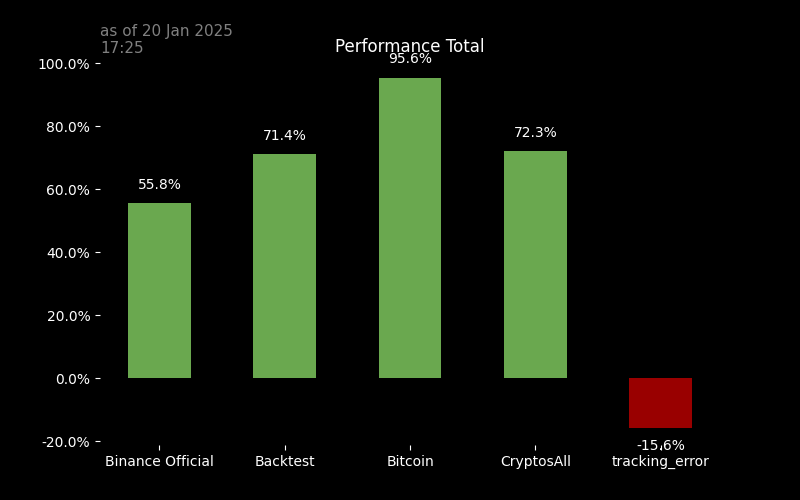 as of 20 Jan 2025
17:25
Performance Total
100.0%
80.0%
60.0%
40.0%
20.0%
0.0%
-20.0%
55.8%
71.4%
95.6%
72.3%
-15.6%
Binance Official
Backtest
Bitcoin
CryptosAll
tracking_error